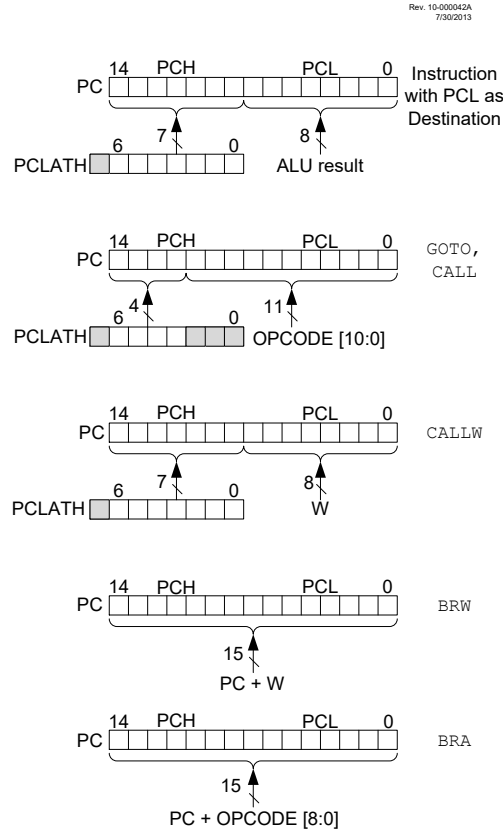 Rev. 10-000042A
7/30/2013
14 PCH PCL 0
PC
Instruction
with PCL as
Destination
7
8
6 0
PCLATH
ALU result
14 PCH PCL 0
PC
GOTO,
CALL
4
11
6 0
PCLATH
OPCODE [10:0]
14 PCH PCL 0
PC
CALLW
7
8
6 0
PCLATH
W
14 PCH PCL 0
PC
BRW
15
PC + W
14 PCH PCL 0
PC
BRA
15
PC + OPCODE [8:0]